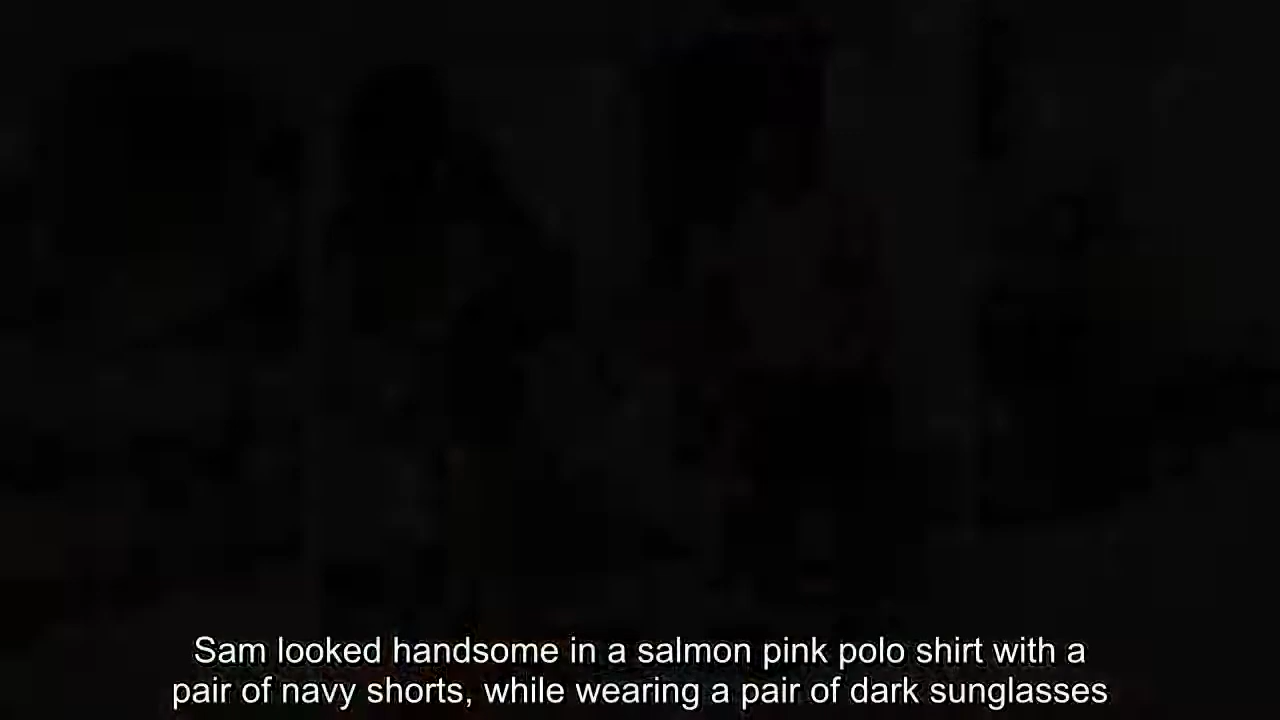 Sam looked handsome in a salmon pink polo shirt with a
pair of navy shorts, while wearing a pair of dark sunglasses